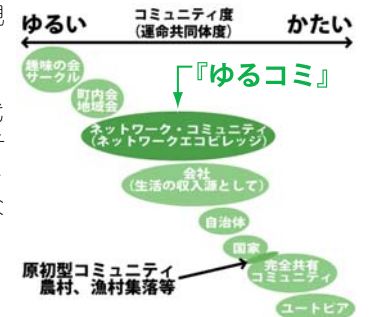 ゆるい
コミュニティ度
(運命共同体度)
かたい
趣味の会
サークル
町内会
地域会
『ゆるコミ』
ネットワーク・コミュニティ
(ネットワークエコビレッジ)
会社
(生活の収入源として)
自治体
国家
原初型コミュニティ
農村、漁村集落等
完全共有
コミュニティ
ユートピア